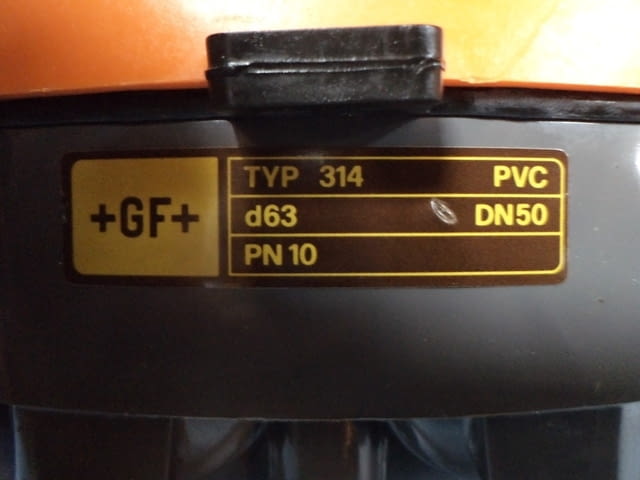 +GF+
TYP 314 PVC
d63 DN50
PN 10